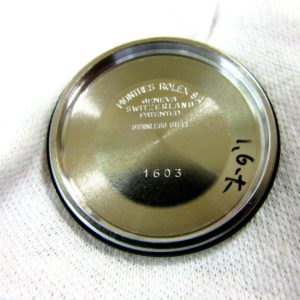 MONTRES ROLEX S.A
GENEVA
SWITZERLAND
PATENTED
STAINLESS STEEL
1603